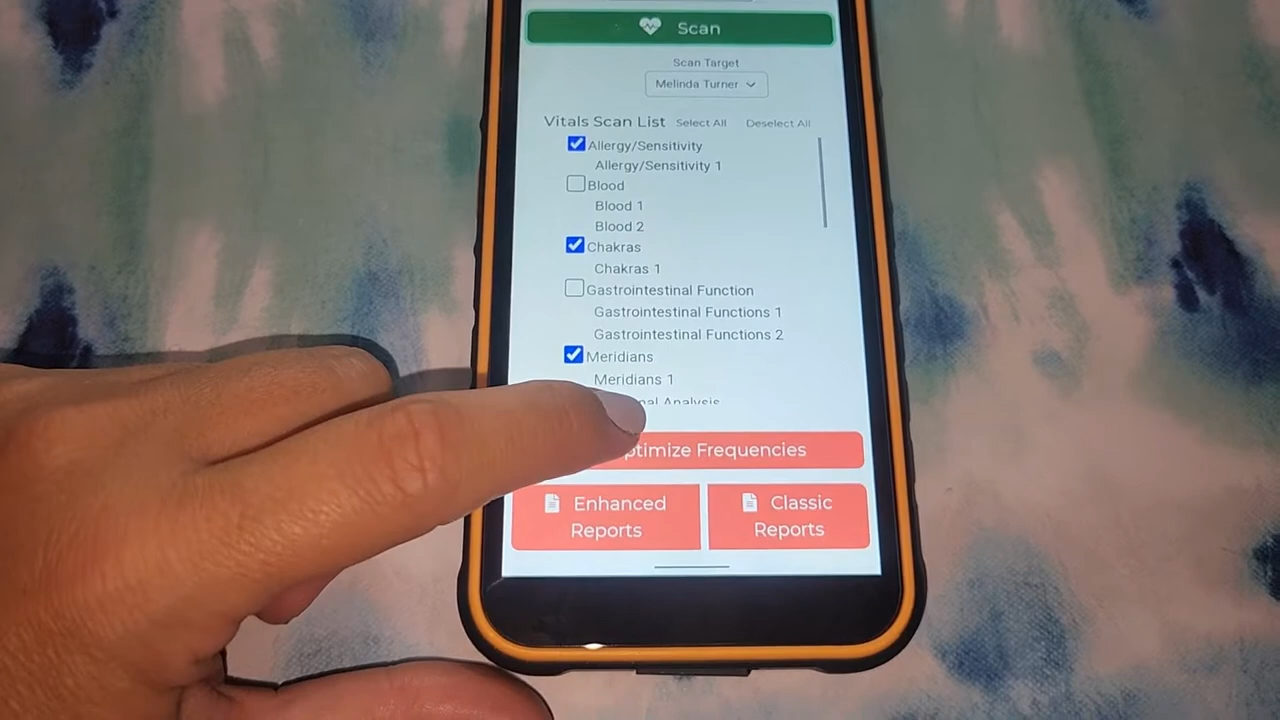 Scan
Scan Target
Melinda Turner
Vitals Scan List Select All Deselect All
Allergy/Sensitivity
Allergy/Sensitivity 1
Blood
Blood 1
Blood 2
Chakras
Chakras 1
Gastrointestinal Function
Gastrointestinal Functions 1
Gastrointestinal Functions 2
Meridians
Meridians 1
Analysis
Frequencies
Enhanced Reports
Classic Reports